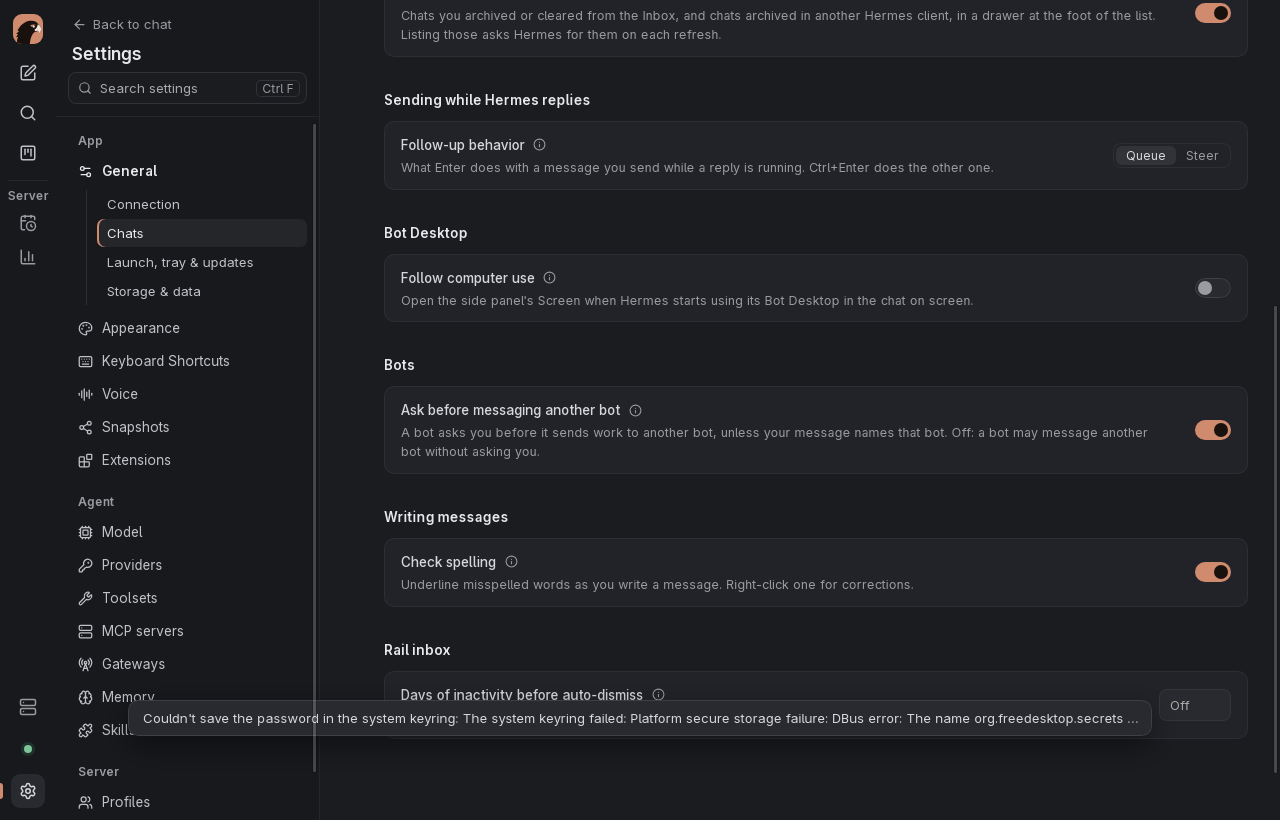 Back to chat
Settings
Search settings
Ctrl F
App
General
Connection
Chats
Launch, tray & updates
Storage & data
Appearance
Keyboard Shortcuts
Voice
Snapshots
Extensions
Agent
Model
Providers
Toolsets
MCP servers
Gateways
Memory
Skills
Server
Profiles
Server
Chats you archived or cleared from the Inbox, and chats archived in another Hermes client, in a drawer at the foot of the list.
Listing those asks Hermes for them on each refresh.
Sending while Hermes replies
Follow-up behavior
What Enter does with a message you send while a reply is running. Ctrl+Enter does the other one.
Queue
Steer
Bot Desktop
Follow computer use
Open the side panel's Screen when Hermes starts using its Bot Desktop in the chat on screen.
Bots
Ask before messaging another bot
A bot asks you before it sends work to another bot, unless your message names that bot. Off: a bot may message another
bot without asking you.
Writing messages
Check spelling
Underline misspelled words as you write a message. Right-click one for corrections.
Rail inbox
Days of inactivity before auto-dismiss
Off
Couldn't save the password in the system keyring: The system keyring failed: Platform secure storage failure: DBus error: The name org.freedesktop.secrets …